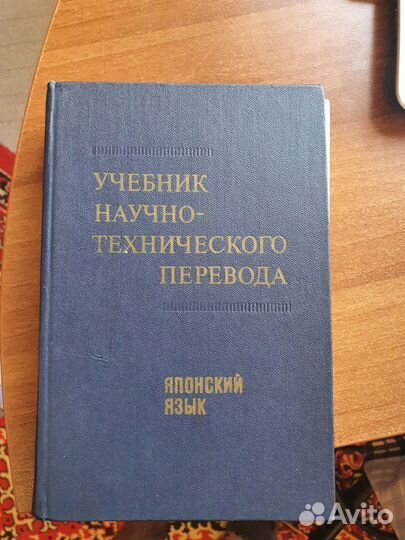 УЧЕБНИК
НАУЧНО-
ТЕХНИЧЕСКОГО
ПЕРЕВОДА
ЯПОНСКИЙ
ЯЗЫК
Avito